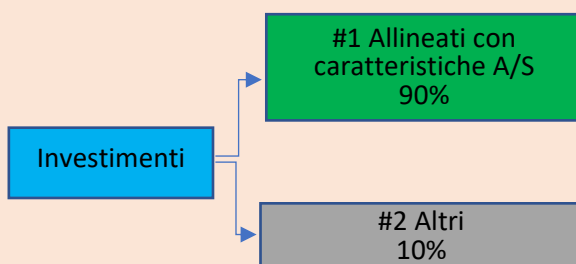 #1 Allineati con
caratteristiche A/S
90%
Investimenti
#2 Altri
10%